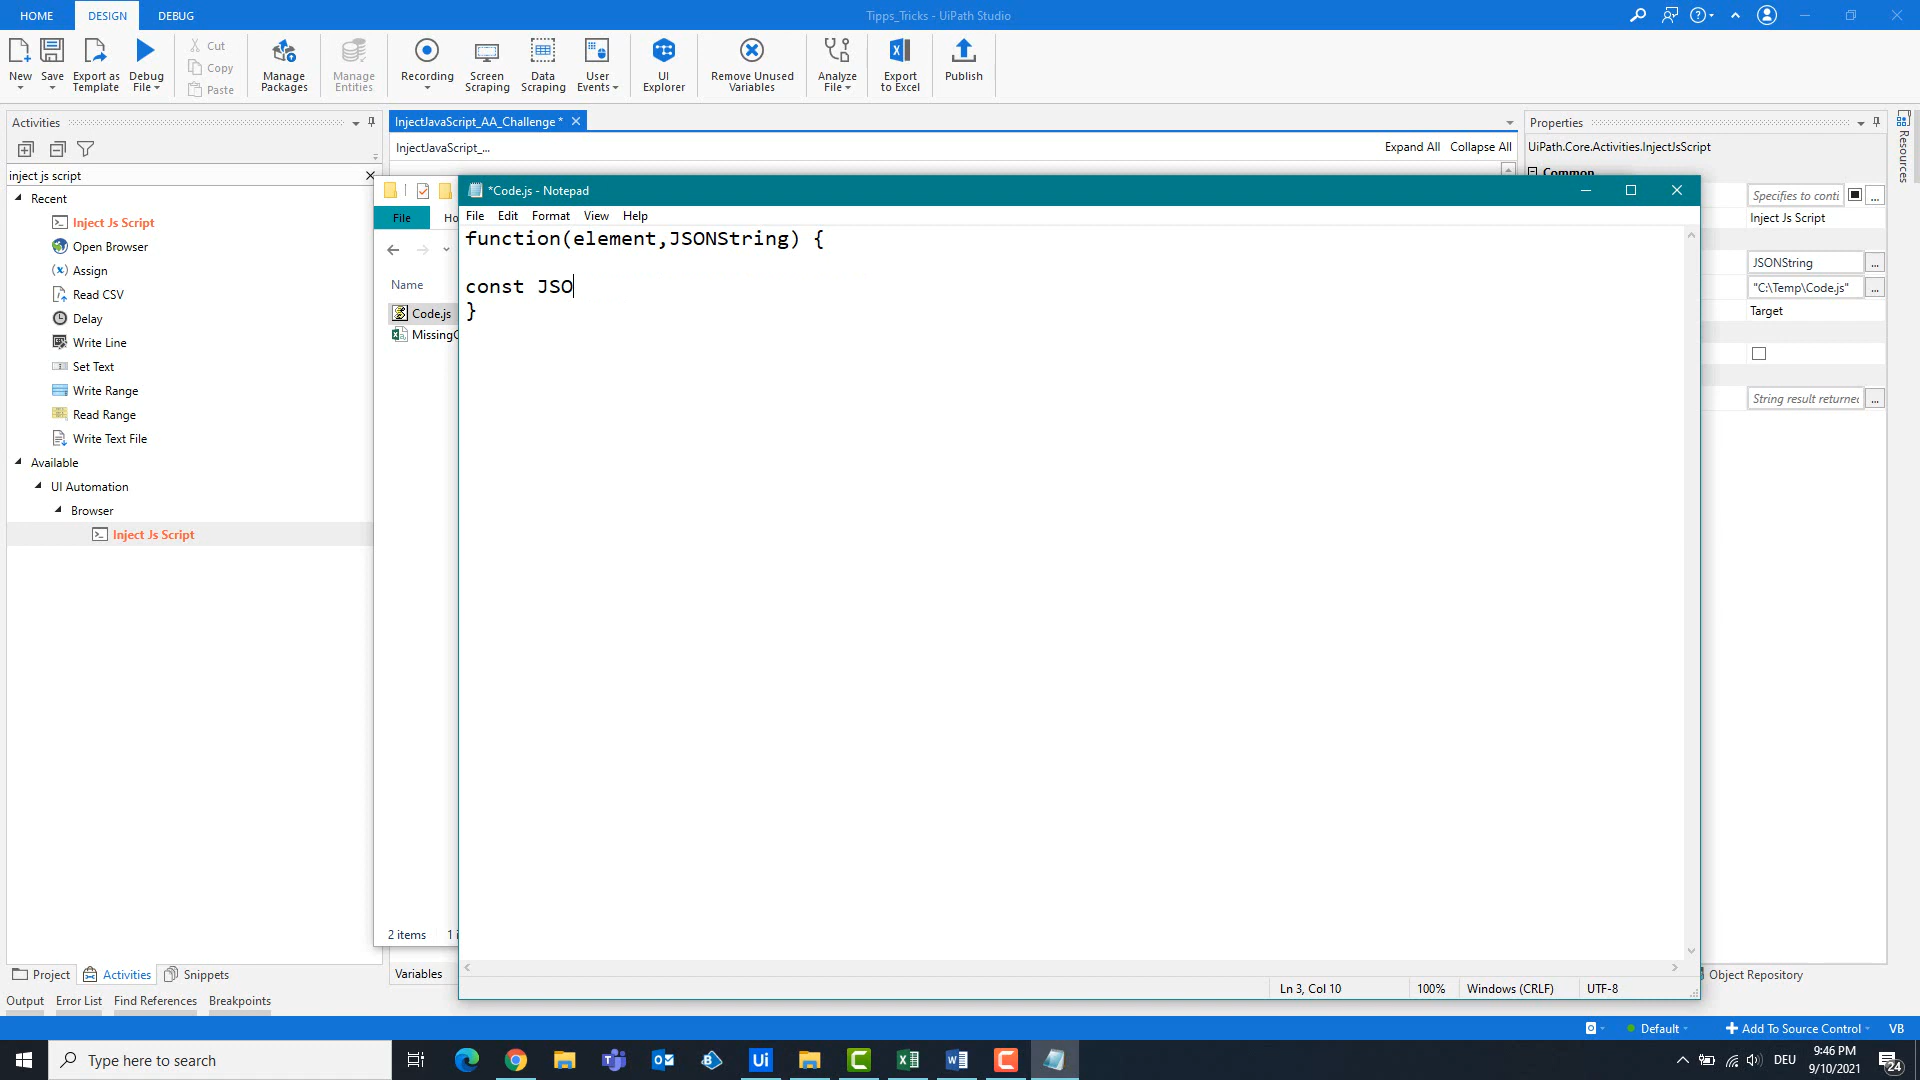 HOME
DESIGN
DEBUG
Tipps_Tricks - UiPath Studio
New
Save
Export as Template
Debug File
Cut
Copy
Paste
Manage Packages
Manage Entities
Recording
Screen Scraping
Data Scraping
User Events
UI Explorer
Remove Unused Variables
Analyze File
Export to Excel
Publish
Activities
inject js script
Recent
Inject Js Script
Open Browser
Assign
Read CSV
Delay
Write Line
Set Text
Write Range
Read Range
Write Text File
Available
UI Automation
Browser
Inject Js Script
Project
Activities
Snippets
Output
Error List
Find References
Breakpoints
InjectJavaScript_AA_Challenge *
InjectJavaScript_...
Expand All
Collapse All
File
Ho
Name
Code.js
Missing
2 items
1 i
Variables
*Code.js - Notepad
File
Edit
Format
View
Help
function(element,JSONString) {
const JSO
}
Ln 3, Col 10
100%
Windows (CRLF)
UTF-8
Properties
UiPath.Core.Activities.InjectJsScript
Common
Specifies to conti
...
Inject Js Script
JSONString
...
"C:\Temp\Code.js"
...
Target
String result returned
...
Resources
Object Repository
Default
Add To Source Control
VB
Type here to search
DEU
9:46 PM
9/10/2021
24